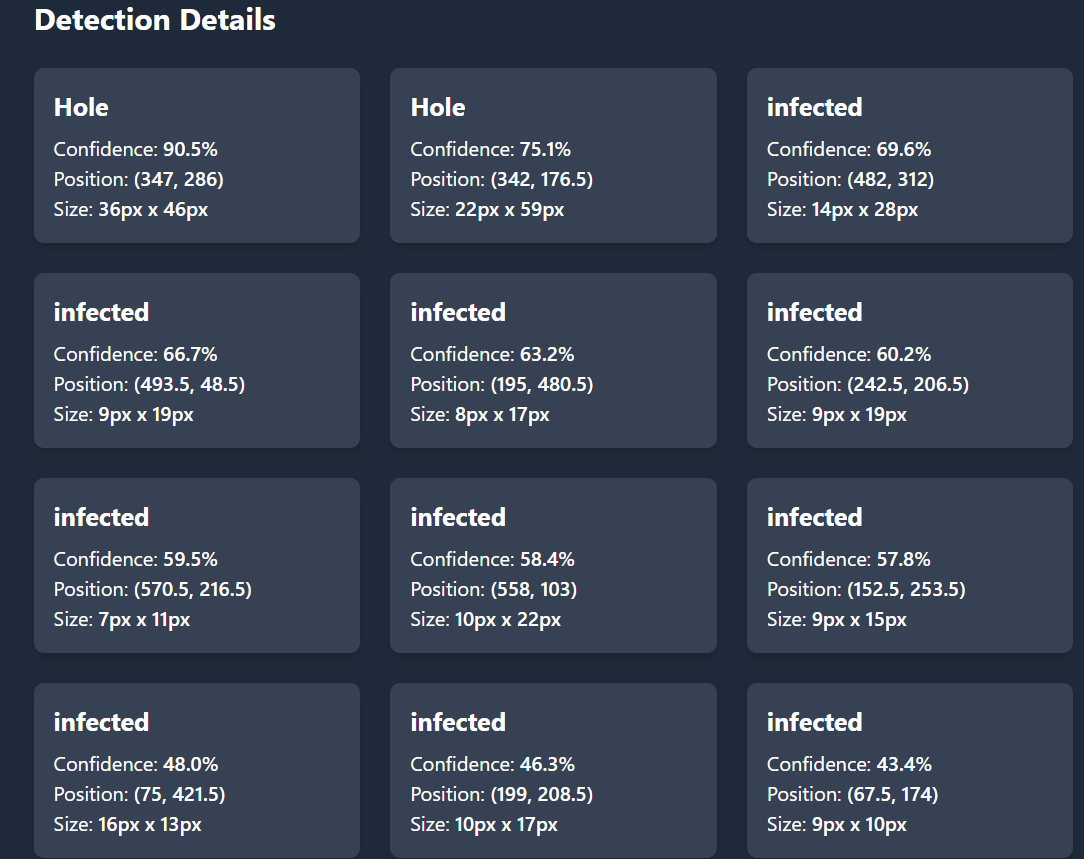 Detection Details
Hole
Confidence: 90.5%
Position: (347, 286)
Size: 36px x 46px
Hole
Confidence: 75.1%
Position: (342, 176.5)
Size: 22px x 59px
infected
Confidence: 69.6%
Position: (482, 312)
Size: 14px x 28px
infected
Confidence: 66.7%
Position: (493.5, 48.5)
Size: 9px x 19px
infected
Confidence: 63.2%
Position: (195, 480.5)
Size: 8px x 17px
infected
Confidence: 60.2%
Position: (242.5, 206.5)
Size: 9px x 19px
infected
Confidence: 59.5%
Position: (570.5, 216.5)
Size: 7px x 11px
infected
Confidence: 58.4%
Position: (558, 103)
Size: 10px x 22px
infected
Confidence: 57.8%
Position: (152.5, 253.5)
Size: 9px x 15px
infected
Confidence: 48.0%
Position: (75, 421.5)
Size: 16px x 13px
infected
Confidence: 46.3%
Position: (199, 208.5)
Size: 10px x 17px
infected
Confidence: 43.4%
Position: (67.5, 174)
Size: 9px x 10px